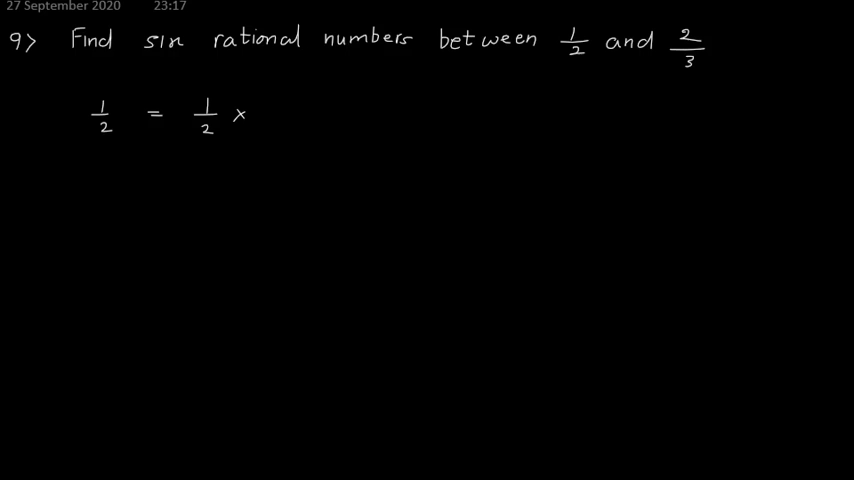 27 September 2020 23:17
9> Find six rational numbers between 1/2 and 2/3
1/2 = 1/2 ×